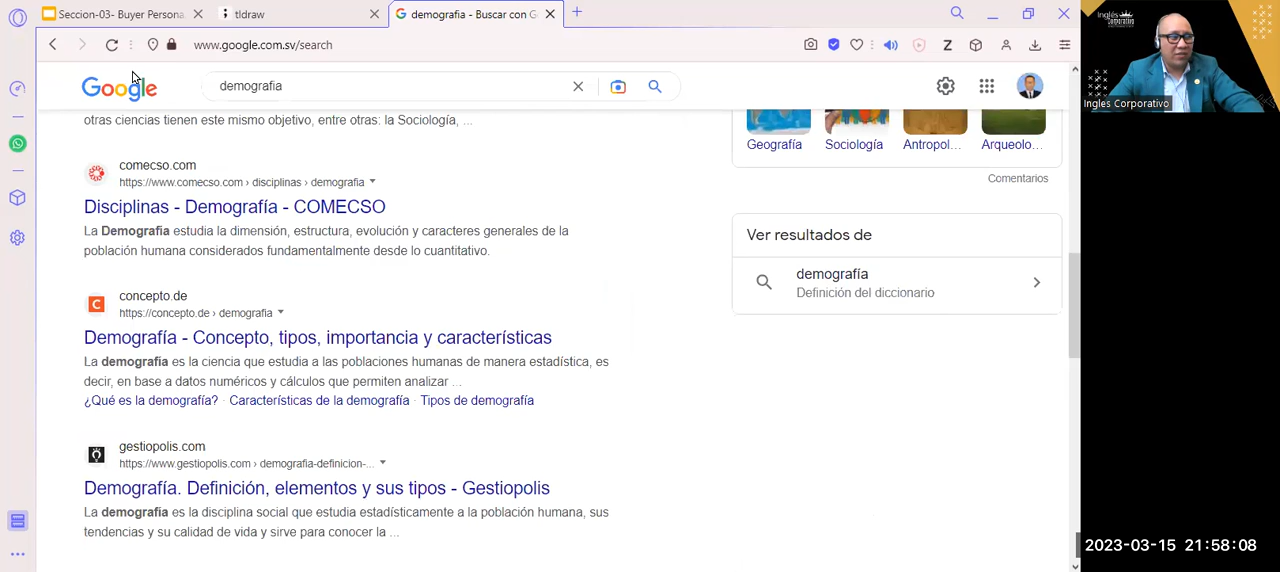 Seccion-03- Buyer Persona
tldraw
demografia - Buscar con G
www.google.com.sv/search
Google
demografia
otras ciencias tienen este mismo objetivo, entre otras: la Sociología, ...
comecso.com
https://www.comecso.com › disciplinas › demografia
Disciplinas - Demografía - COMECSO
La Demografia estudia la dimensión, estructura, evolución y caracteres generales de la
población humana considerados fundamentalmente desde lo cuantitativo.
concepto.de
https://concepto.de › demografia
Demografía - Concepto, tipos, importancia y características
La demografía es la ciencia que estudia a las poblaciones humanas de manera estadística, es
decir, en base a datos numéricos y cálculos que permiten analizar ...
¿Qué es la demografía? · Características de la demografía · Tipos de demografía
gestiopolis.com
https://www.gestiopolis.com › demografia-definicion-...
Demografía. Definición, elementos y sus tipos - Gestiopolis
La demografía es la disciplina social que estudia estadísticamente a la población humana, sus
tendencias y su calidad de vida y sirve para conocer la ...
Geografía
Sociología
Antropol...
Arqueolo...
Comentarios
Ver resultados de
demografía
Definición del diccionario
Inglés
Corporativo
Ingles Corporativo
2023-03-15 21:58:08